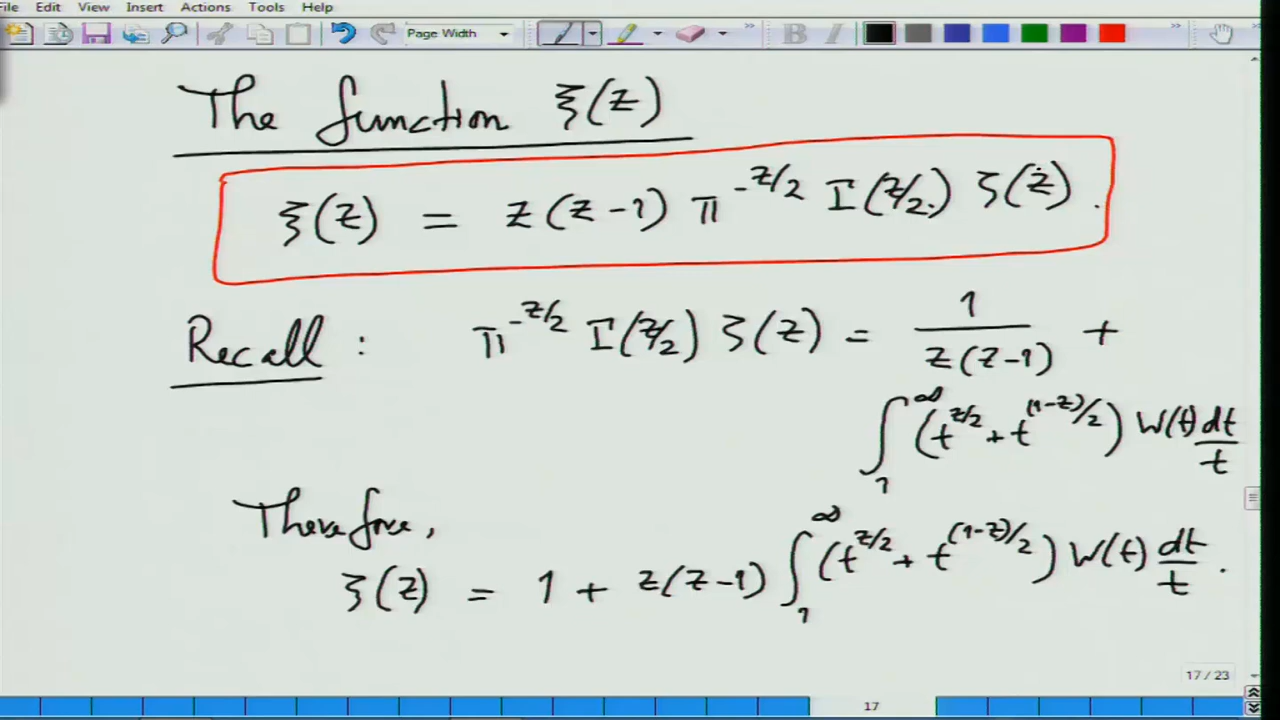 File Edit View Insert Actions Tools Help
Page Width
The function ξ(z)
ξ(z) = z(z-1) π^{-z/2} Γ(z/2) ζ(z).
Recall : π^{-z/2} Γ(z/2) ζ(z) = 1/(z(z-1)) +
∫_1^∞ (t^{z/2} + t^{(1-z)/2}) W(t) dt/t
Therefore,
ξ(z) = 1 + z(z-1) ∫_1^∞ (t^{z/2} + t^{(1-z)/2}) W(t) dt/t.
17 / 23
17